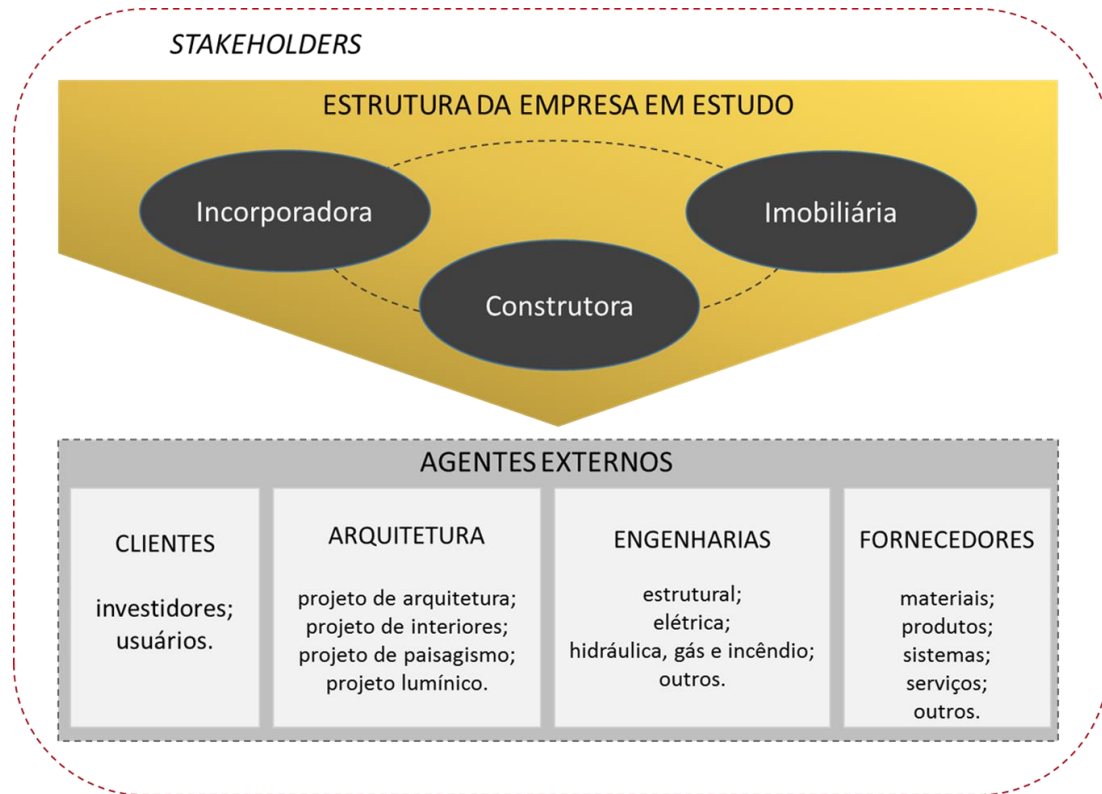 STAKEHOLDERS
ESTRUTURA DA EMPRESA EM ESTUDO
Incorporadora
Imobiliária
Construtora
AGENTES EXTERNOS
CLIENTES
investidores;
usuários.
ARQUITETURA
projeto de arquitetura;
projeto de interiores;
projeto de paisagismo;
projeto lumínico.
ENGENHARIAS
estrutural;
elétrica;
hidráulica, gás e incêndio;
outros.
FORNECEDORES
materiais;
produtos;
sistemas;
serviços;
outros.